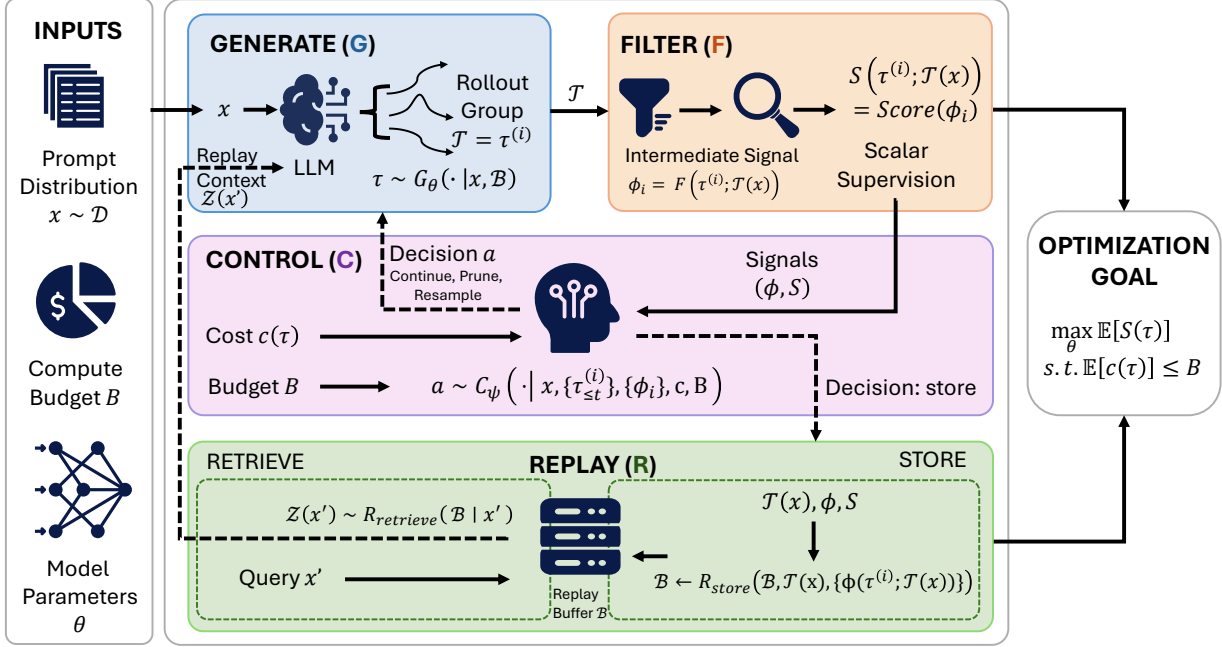 INPUTS
Prompt
Distribution
x ~ 𝒟
$
Compute
Budget B
Model
Parameters
θ
GENERATE (G)
x
LLM
Rollout
Group
𝒯 = τ^(i)
τ ~ G_θ(· |x, ℬ)
Replay
Context
𝒵(x')
𝒯
FILTER (F)
Intermediate Signal
ϕ_i = F(τ^(i); 𝒯(x))
S(τ^(i); 𝒯(x))
= Score(ϕ_i)
Scalar
Supervision
CONTROL (C)
Decision a
Continue, Prune,
Resample
Signals
(ϕ, S)
Cost c(τ)
Budget B
a ~ C_ψ(·| x, {τ_≤t^(i)}, {ϕ_i}, c, B)
Decision: store
REPLAY (R)
RETRIEVE
𝒵(x') ~ R_retrieve(ℬ | x')
Query x'
Replay
Buffer ℬ
STORE
𝒯(x), ϕ, S
ℬ ← R_store(ℬ, 𝒯(x), {ϕ(τ^(i); 𝒯(x))})
OPTIMIZATION
GOAL
max_θ 𝔼[S(τ)]
s.t. 𝔼[c(τ)] ≤ B